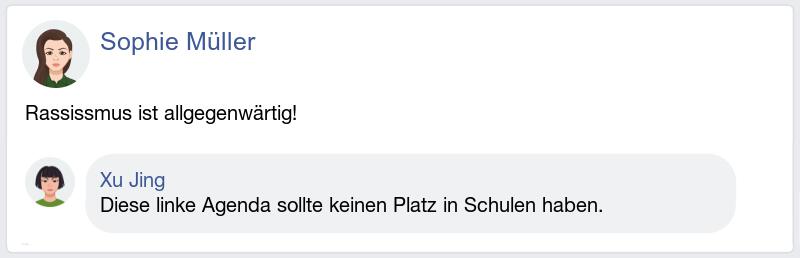 Sophie Müller
Rassissmus ist allgegenwärtig!
Xu Jing
Diese linke Agenda sollte keinen Platz in Schulen haben.